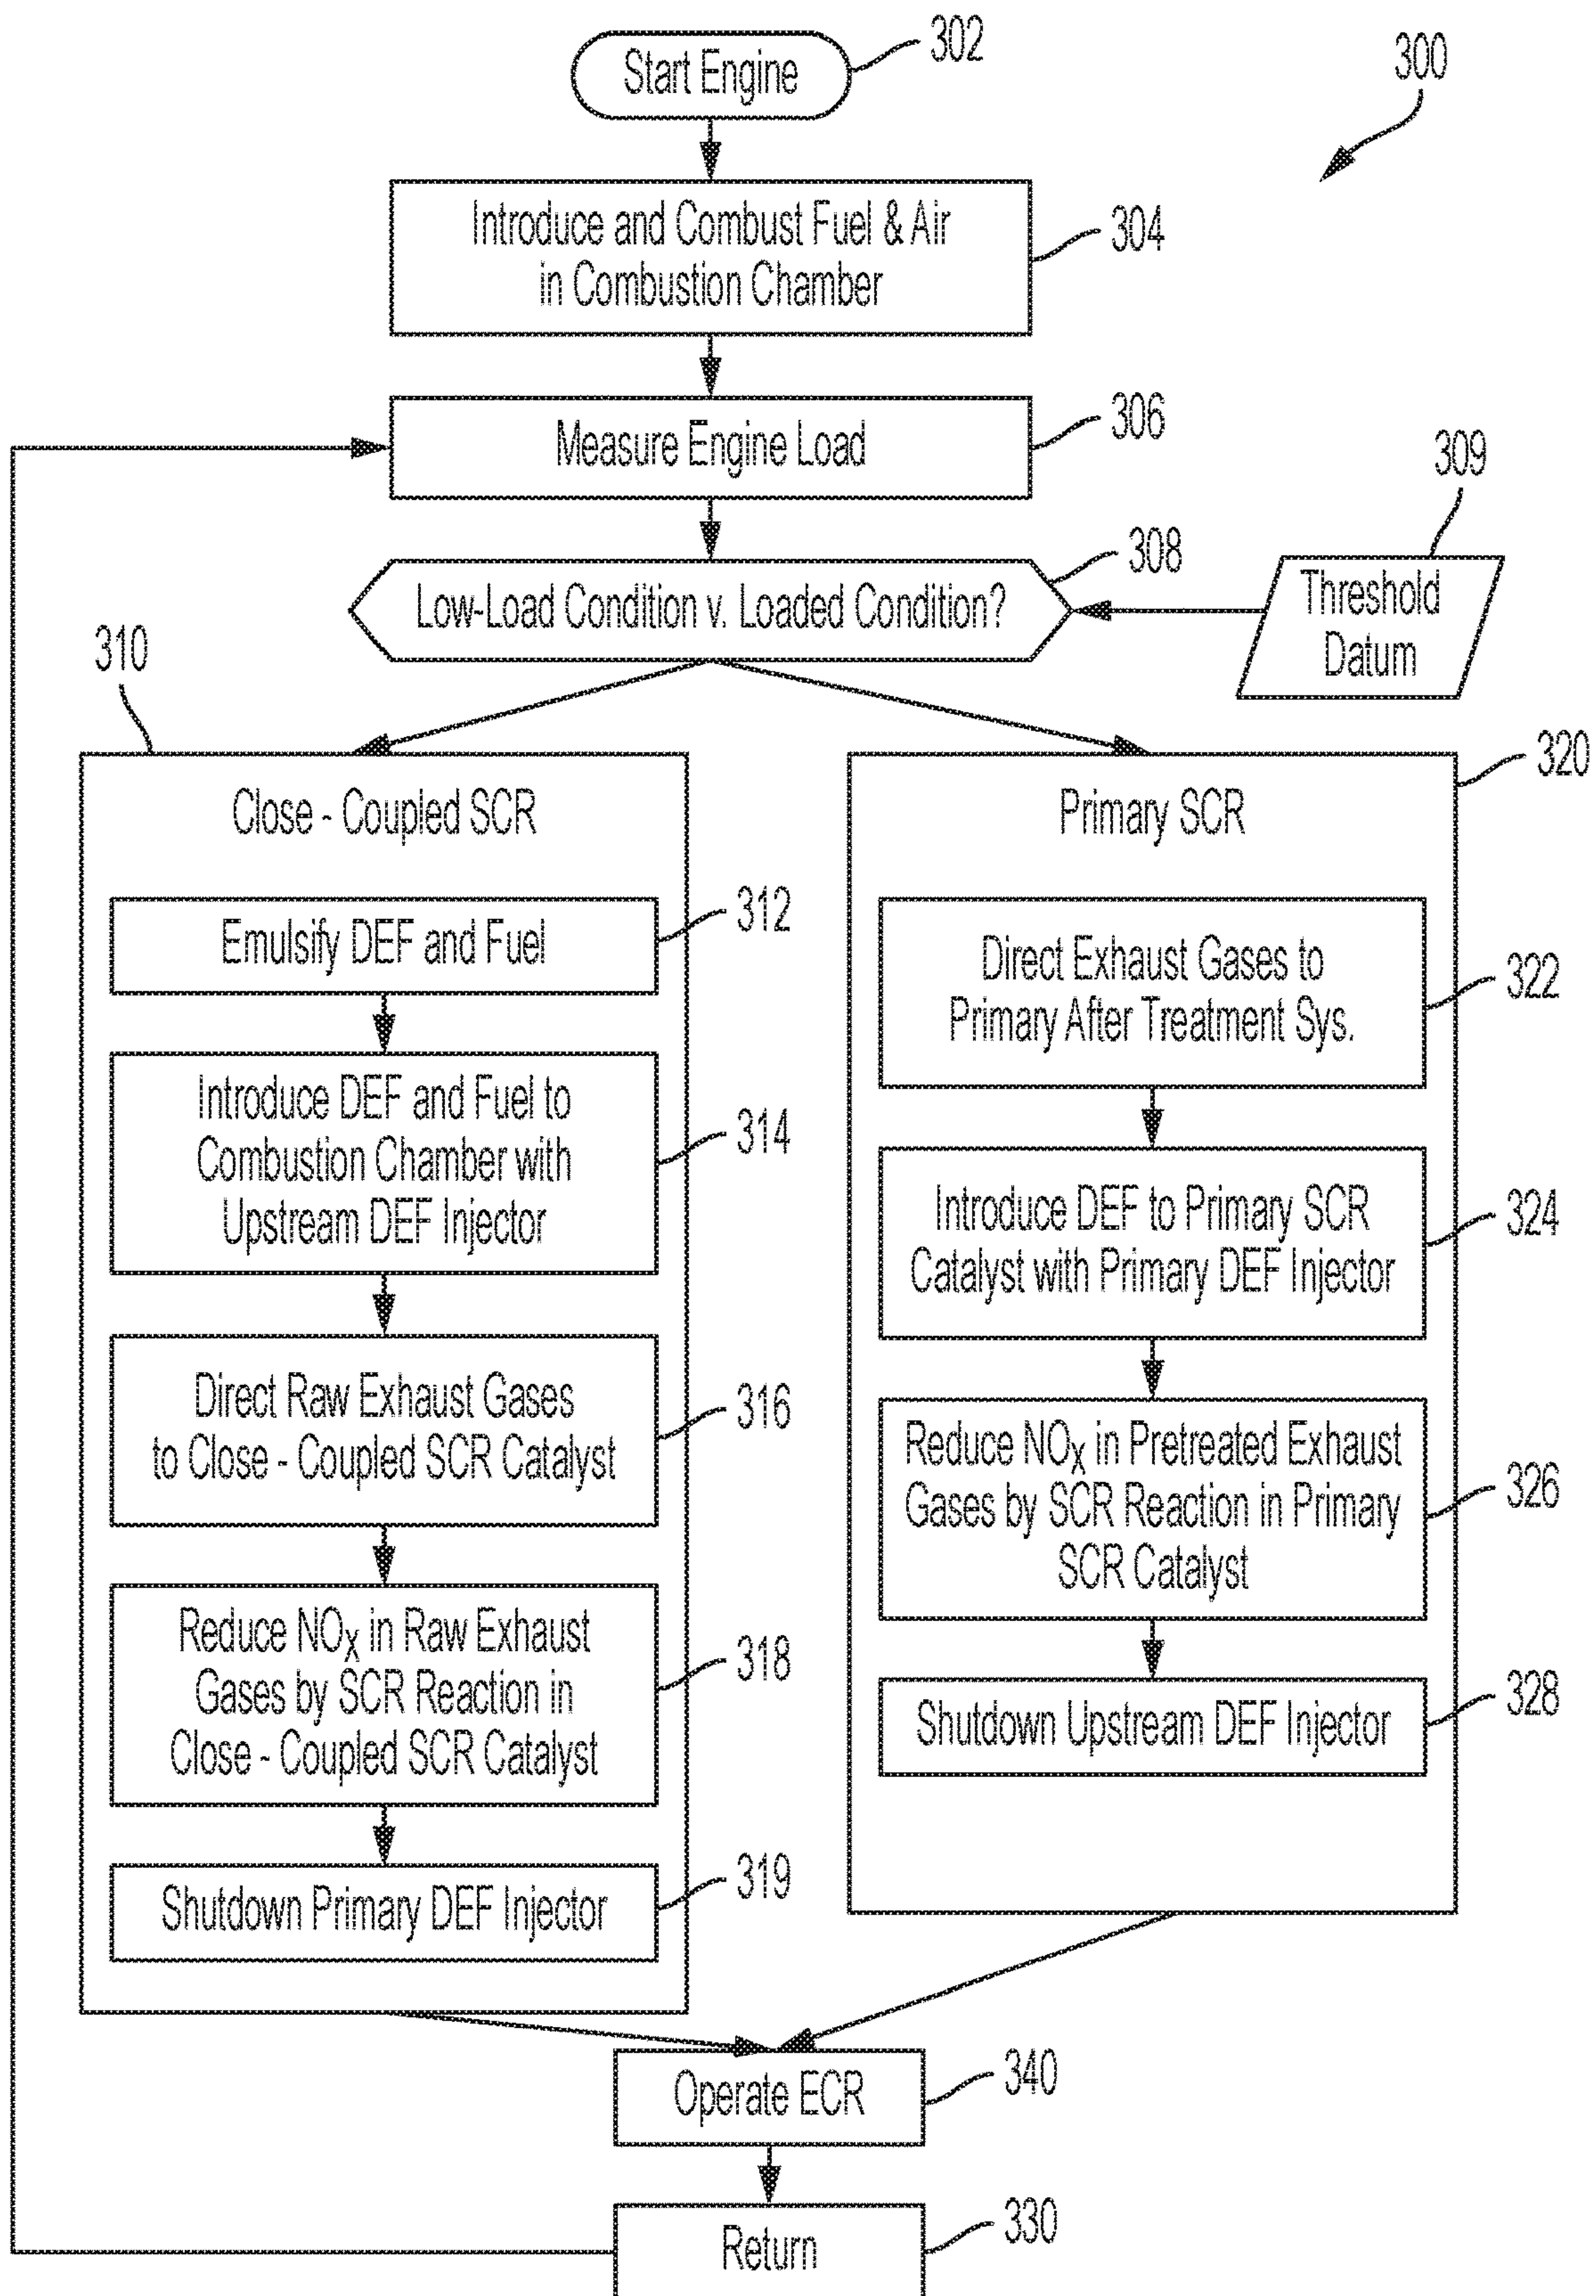 302
Start Engine
300
Introduce and Combust Fuel & Air
in Combustion Chamber
304
Measure Engine Load
306
309
308
Low-Load Condition v. Loaded Condition?
Threshold
Datum
310
320
Close - Coupled SCR
312
Emulsify DEF and Fuel
Introduce DEF and Fuel to
Combustion Chamber with
Upstream DEF Injector
314
Direct Raw Exhaust Gases
to Close - Coupled SCR Catalyst
316
Reduce NOX in Raw Exhaust
Gases by SCR Reaction in
Close - Coupled SCR Catalyst
318
319
Shutdown Primary DEF Injector
Primary SCR
Direct Exhaust Gases to
Primary After Treatment Sys.
322
Introduce DEF to Primary SCR
Catalyst with Primary DEF Injector
324
Reduce NOX in Pretreated Exhaust
Gases by SCR Reaction in Primary
SCR Catalyst
326
328
Shutdown Upstream DEF Injector
Operate ECR
340
Return
330